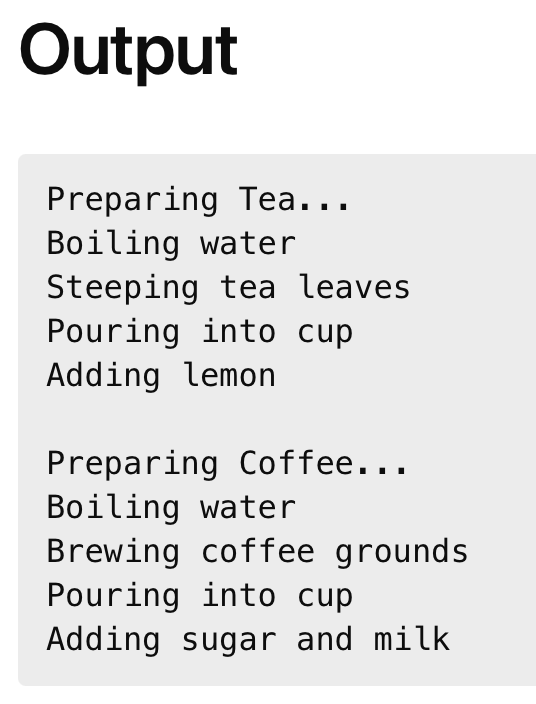 Output
Preparing Tea...
Boiling water
Steeping tea leaves
Pouring into cup
Adding lemon
Preparing Coffee...
Boiling water
Brewing coffee grounds
Pouring into cup
Adding sugar and milk